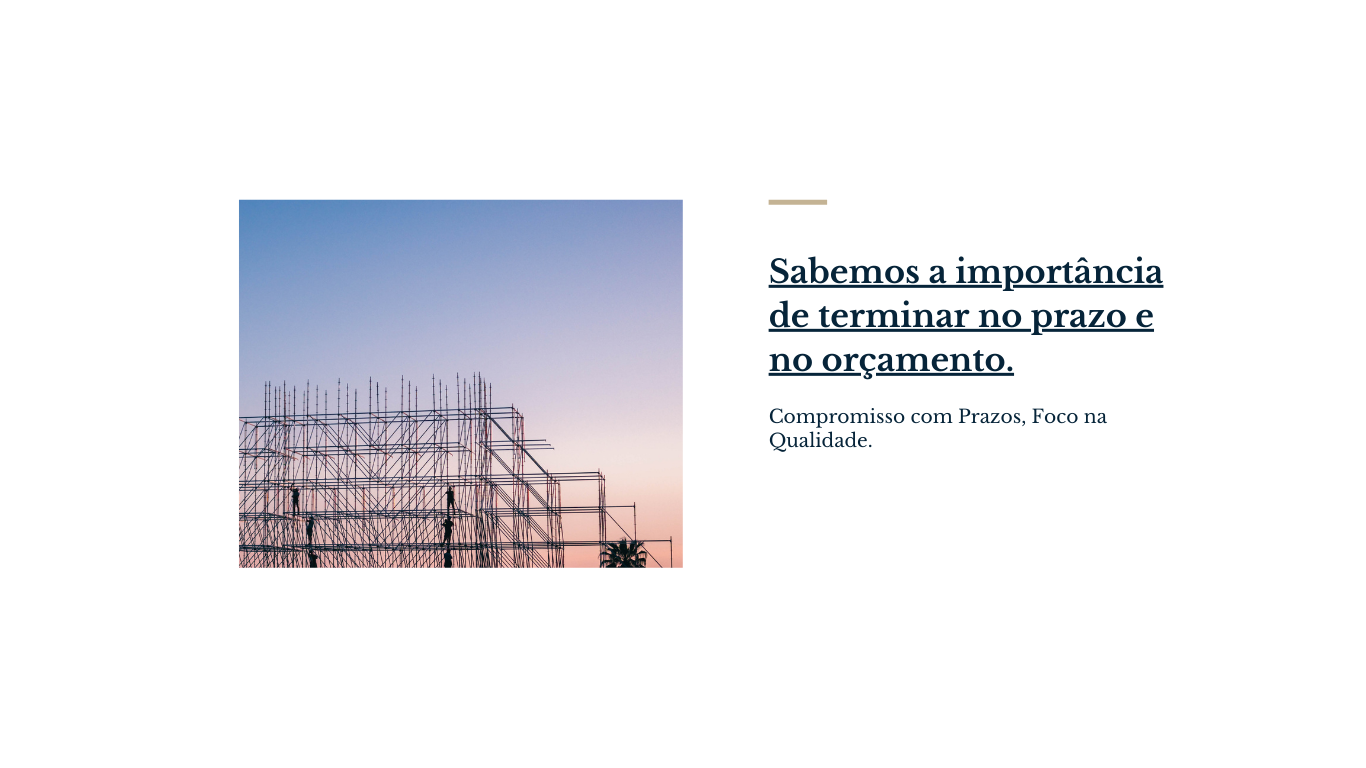 Sabemos a importância
de terminar no prazo e
no orçamento.
Compromisso com Prazos, Foco na
Qualidade.